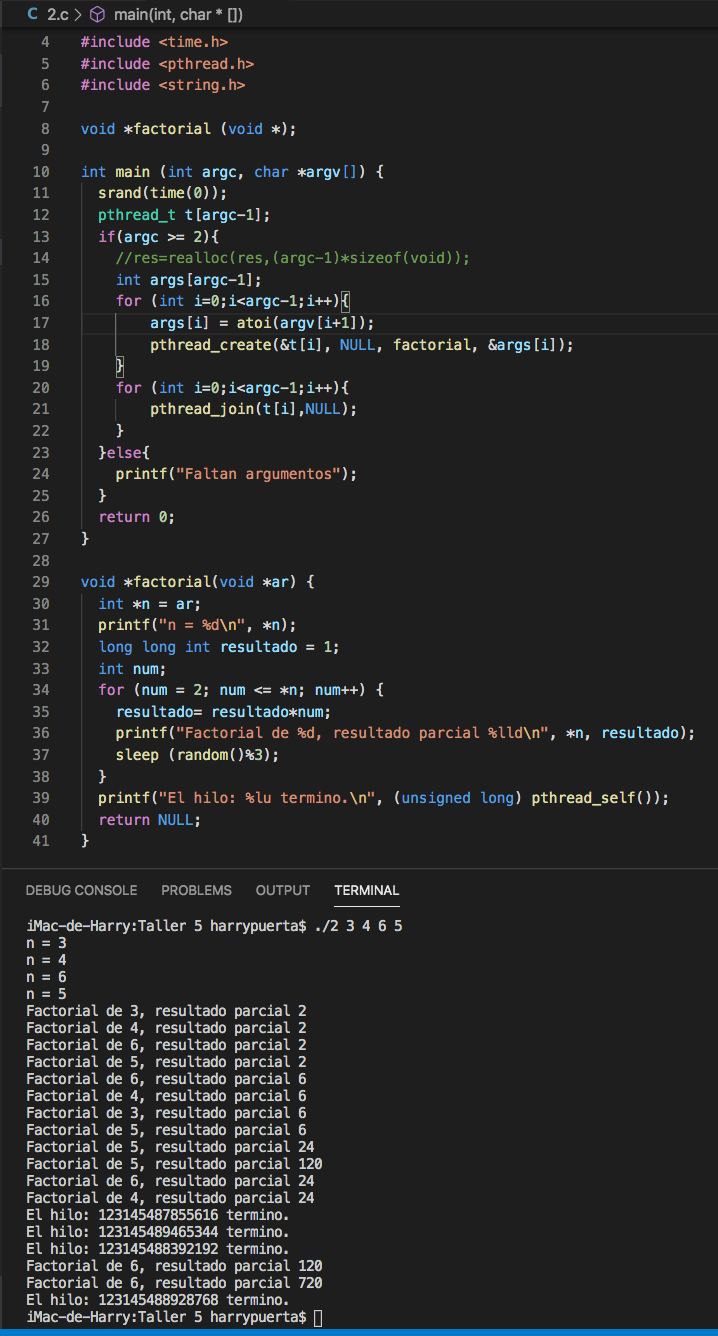 C 2.c > main(int, char * [])
4 #include <time.h>
5 #include <pthread.h>
6 #include <string.h>
7
8 void *factorial (void *);
9
10 int main (int argc, char *argv[]) {
11 srand(time(0));
12 pthread_t t[argc-1];
13 if(argc >= 2){
14 //res=realloc(res,(argc-1)*sizeof(void));
15 int args[argc-1];
16 for (int i=0;i<argc-1;i++){
17 args[i] = atoi(argv[i+1]);
18 pthread_create(&t[i], NULL, factorial, &args[i]);
19 }
20 for (int i=0;i<argc-1;i++){
21 pthread_join(t[i],NULL);
22 }
23 }else{
24 printf("Faltan argumentos");
25 }
26 return 0;
27 }
28
29 void *factorial(void *ar) {
30 int *n = ar;
31 printf("n = %d\n", *n);
32 long long int resultado = 1;
33 int num;
34 for (num = 2; num <= *n; num++) {
35 resultado= resultado*num;
36 printf("Factorial de %d, resultado parcial %lld\n", *n, resultado);
37 sleep (random()%3);
38 }
39 printf("El hilo: %lu termino.\n", (unsigned long) pthread_self());
40 return NULL;
41 }
DEBUG CONSOLE PROBLEMS OUTPUT TERMINAL
iMac-de-Harry:Taller 5 harrypuerta$ ./2 3 4 6 5
n = 3
n = 4
n = 6
n = 5
Factorial de 3, resultado parcial 2
Factorial de 4, resultado parcial 2
Factorial de 6, resultado parcial 2
Factorial de 5, resultado parcial 2
Factorial de 6, resultado parcial 6
Factorial de 4, resultado parcial 6
Factorial de 3, resultado parcial 6
Factorial de 5, resultado parcial 6
Factorial de 5, resultado parcial 24
Factorial de 5, resultado parcial 120
Factorial de 6, resultado parcial 24
Factorial de 4, resultado parcial 24
El hilo: 123145487855616 termino.
El hilo: 123145489465344 termino.
El hilo: 123145488392192 termino.
Factorial de 6, resultado parcial 120
Factorial de 6, resultado parcial 720
El hilo: 123145488928768 termino.
iMac-de-Harry:Taller 5 harrypuerta$